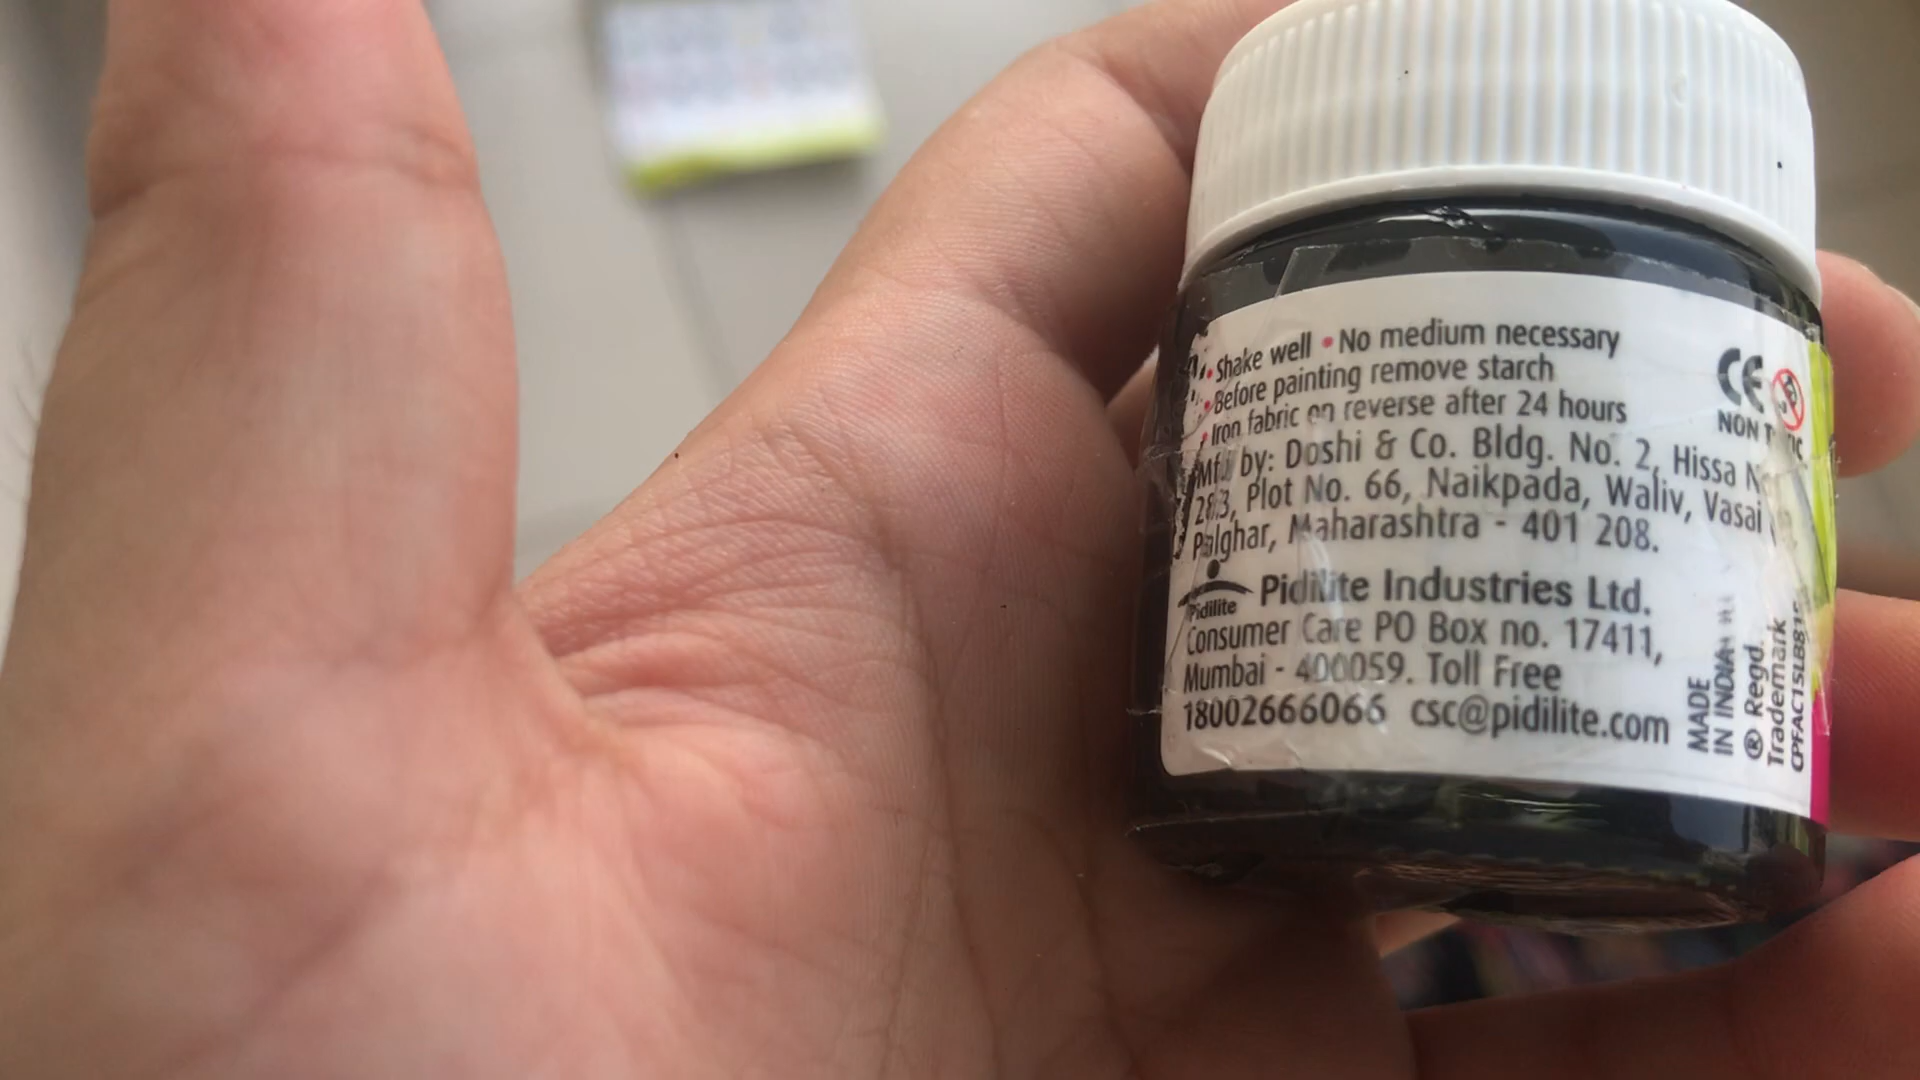 • Shake well • No medium necessary
• Before painting remove starch
• Iron fabric on reverse after 24 hours
CE
NON
Mfd. by: Doshi & Co. Bldg. No. 2, Hissa
Plot No. 66, Naikpada, Waliv, Vasai
Palghar, Maharashtra - 401 208.
Pidilite
Pidilite Industries Ltd.
Consumer Care PO Box no. 17411,
Mumbai - 400059. Toll Free
18002666066 csc@pidilite.com
MADE
IN INDIA
® Regd.
Trademark